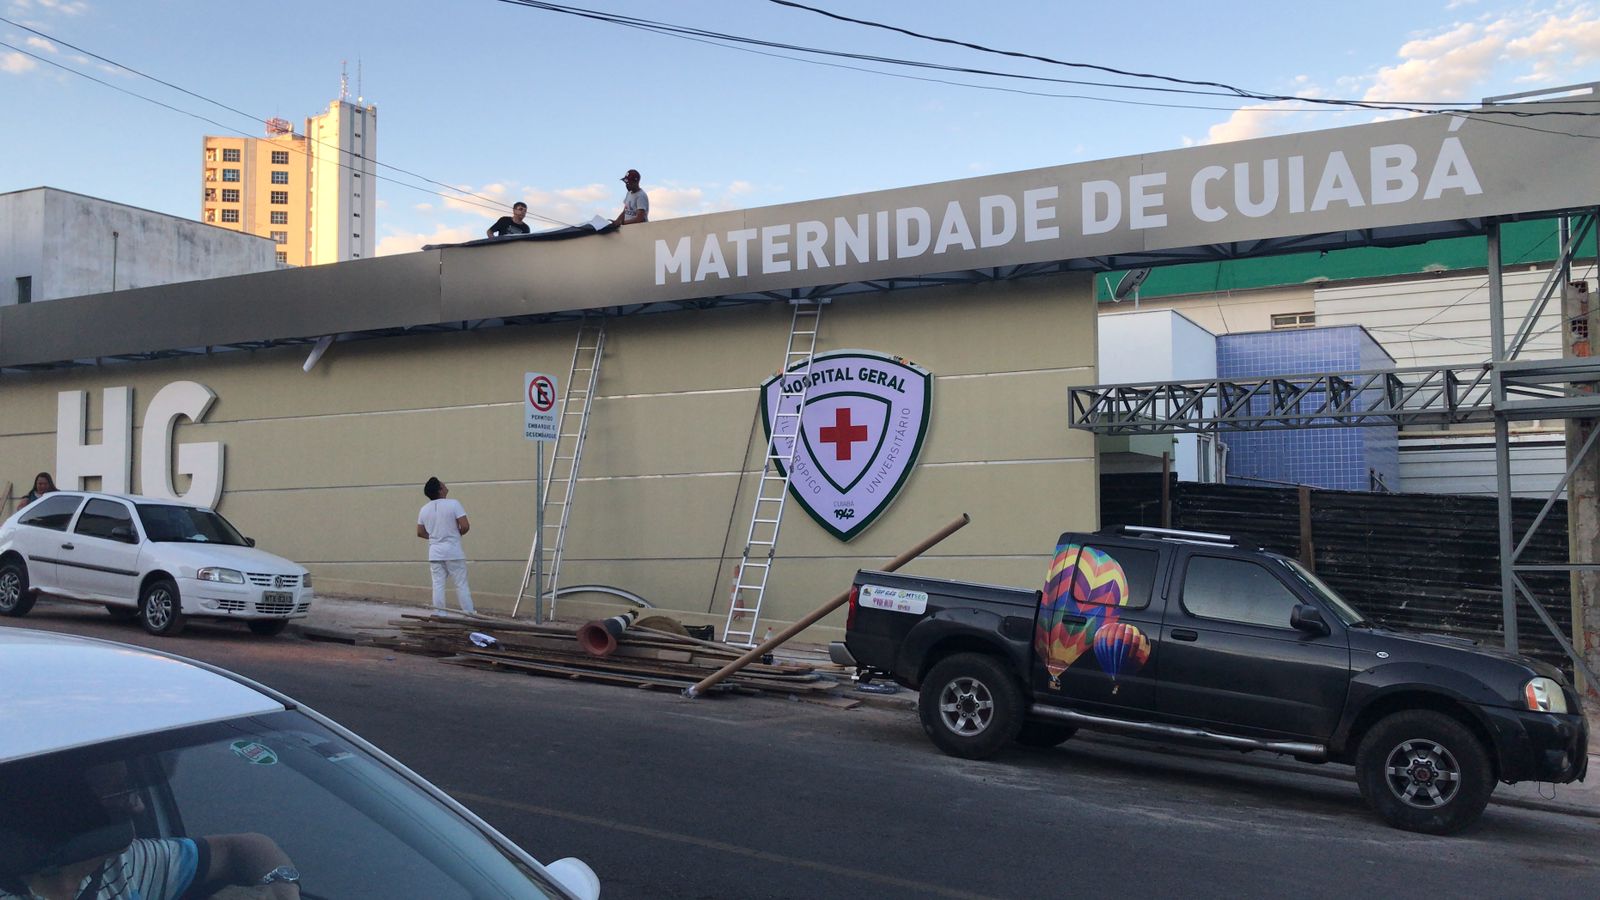 MATERNIDADE DE CUIABÁ
HG
E
PERMITIDO
EMBARQUE E
DESEMBARQUE
HOSPITAL GERAL
UNIVERSITÁRIO
CUIABÁ
1942